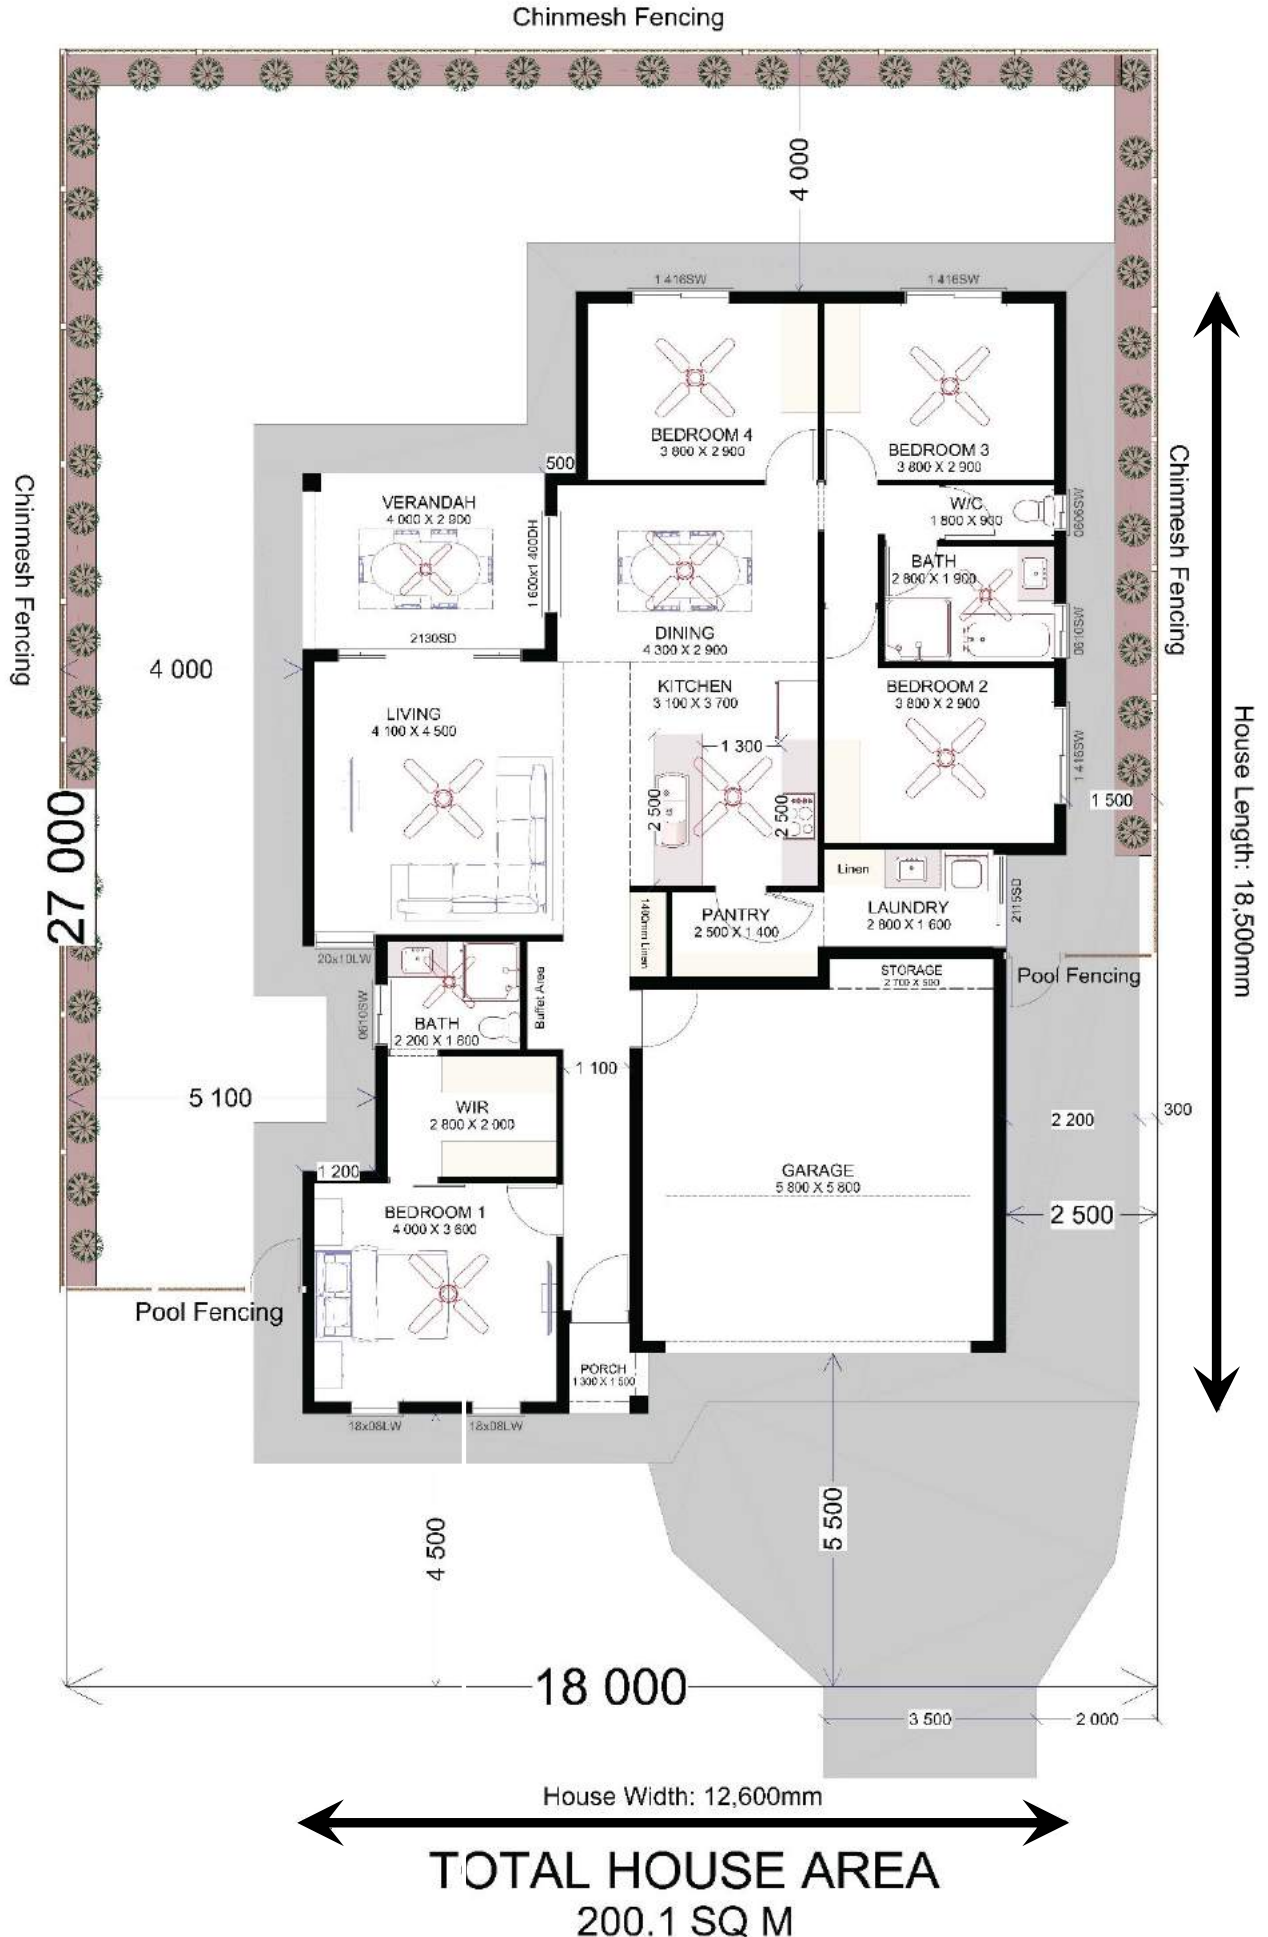 Chinmesh Fencing
4 000
1 416SW
1 416SW
BEDROOM 4
3 800 X 2 900
BEDROOM 3
3 800 X 2 900
500
VERANDAH
4 000 X 2 900
1 600x1 400DH
2130SD
DINING
4 300 X 2 900
W/C
1 800 X 900
0606SW
BATH
2 800 X 1 900
0610SW
Chinmesh Fencing
Chinmesh Fencing
4 000
27 000
LIVING
4 100 X 4 500
KITCHEN
3 100 X 3 700
1 300
2 500
2 500
BEDROOM 2
3 800 X 2 900
1 416SW
1 500
House Length: 18,500mm
Linen
LAUNDRY
2 800 X 1 600
2115SD
PANTRY
2 500 X 1 400
1400mm Linen
20x10LW
Buffet Area
STORAGE
2 700 X 500
Pool Fencing
0610SW
BATH
2 200 X 1 600
1 100
5 100
WIR
2 800 X 2 000
2 200
300
1 200
GARAGE
5 800 X 5 800
BEDROOM 1
4 000 X 3 600
2 500
Pool Fencing
PORCH
1 300 X 1 500
18x08LW
18x08LW
4 500
5 500
18 000
3 500
2 000
House Width: 12,600mm
TOTAL HOUSE AREA
200.1 SQ M